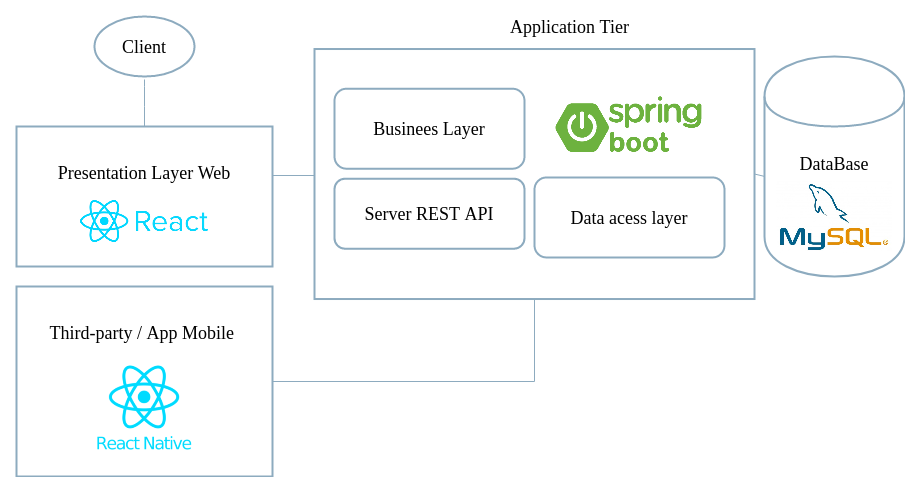 Application Tier
Client
Businees Layer
spring
boot
Presentation Layer Web
React
Server REST API
Data acess layer
DataBase
MySQL
Third-party / App Mobile
React Native